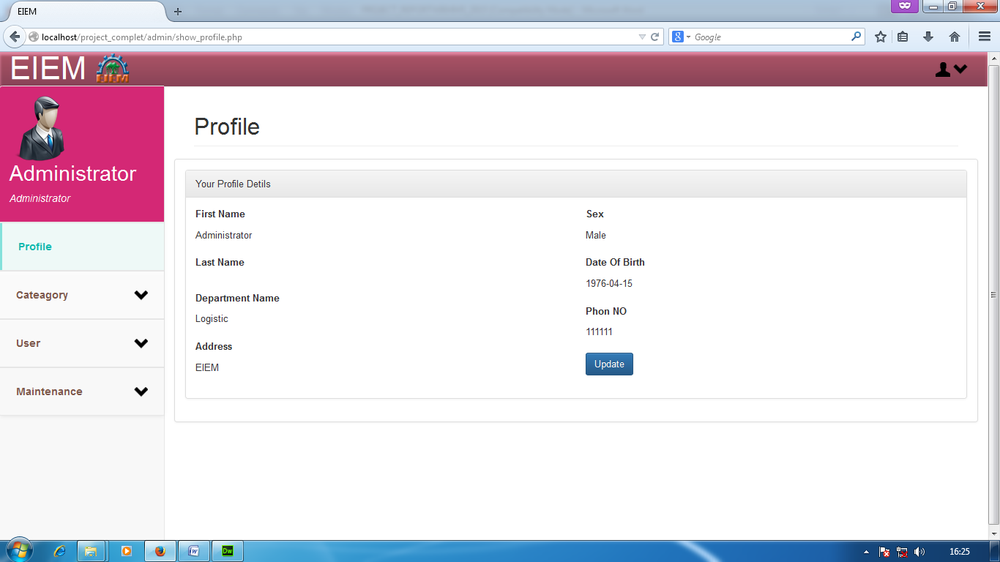 EIEM
localhost/project_complet/admin/show_profile.php
Google
EIEM
EIEM
Administrator
Administrator
Profile
Cateagory
User
Maintenance
Profile
Your Profile Detils
First Name
Administrator
Last Name
Department Name
Logistic
Address
EIEM
Sex
Male
Date Of Birth
1976-04-15
Phon NO
111111
Update
Dw
16:25